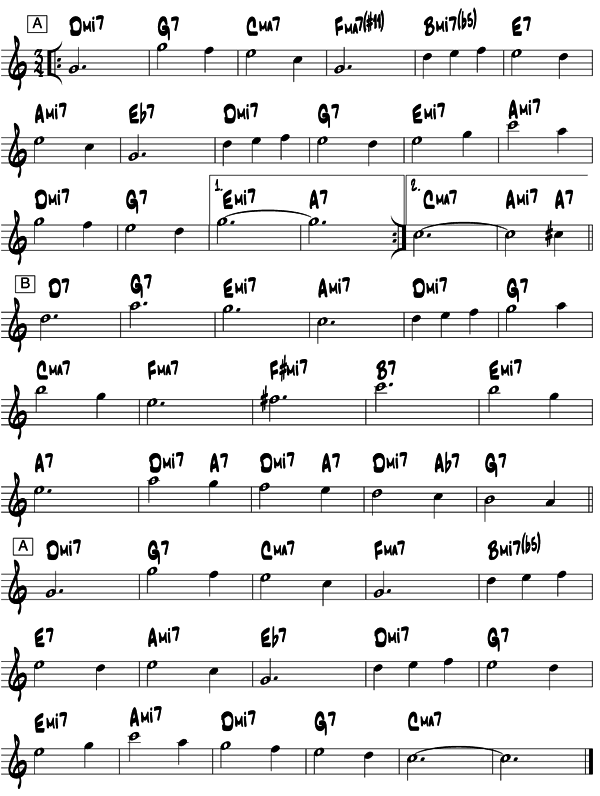 A DMI7 G7 CMA7 FMA7(#11) BMI7(b5) E7
3 4
AMI7 Eb7 DMI7 G7 EMI7 AMI7
DMI7 G7 1. EMI7 A7 2. CMA7 AMI7 A7
B D7 G7 EMI7 AMI7 DMI7 G7
CMA7 FMA7 F#MI7 B7 EMI7
A7 DMI7 A7 DMI7 A7 DMI7 Ab7 G7
A DMI7 G7 CMA7 FMA7 BMI7(b5)
E7 AMI7 Eb7 DMI7 G7
EMI7 AMI7 DMI7 G7 CMA7